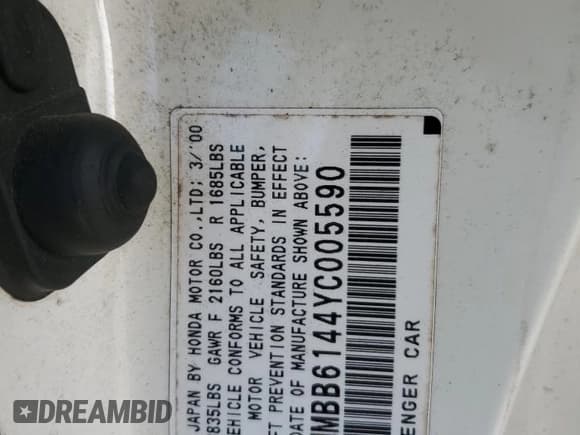 JAPAN BY HONDA MOTOR CO.,LTD; 3/'00
835LBS GAWR F 2160LBS R 1685LBS
EHICLE CONFORMS TO ALL APPLICABLE
MOTOR VEHICLE SAFETY, BUMPER,
FT PREVENTION STANDARDS IN EFFECT
DATE OF MANUFACTURE SHOWN ABOVE:
MBB6144YC005590
ENGER CAR
DREAMBID
DREAMBID